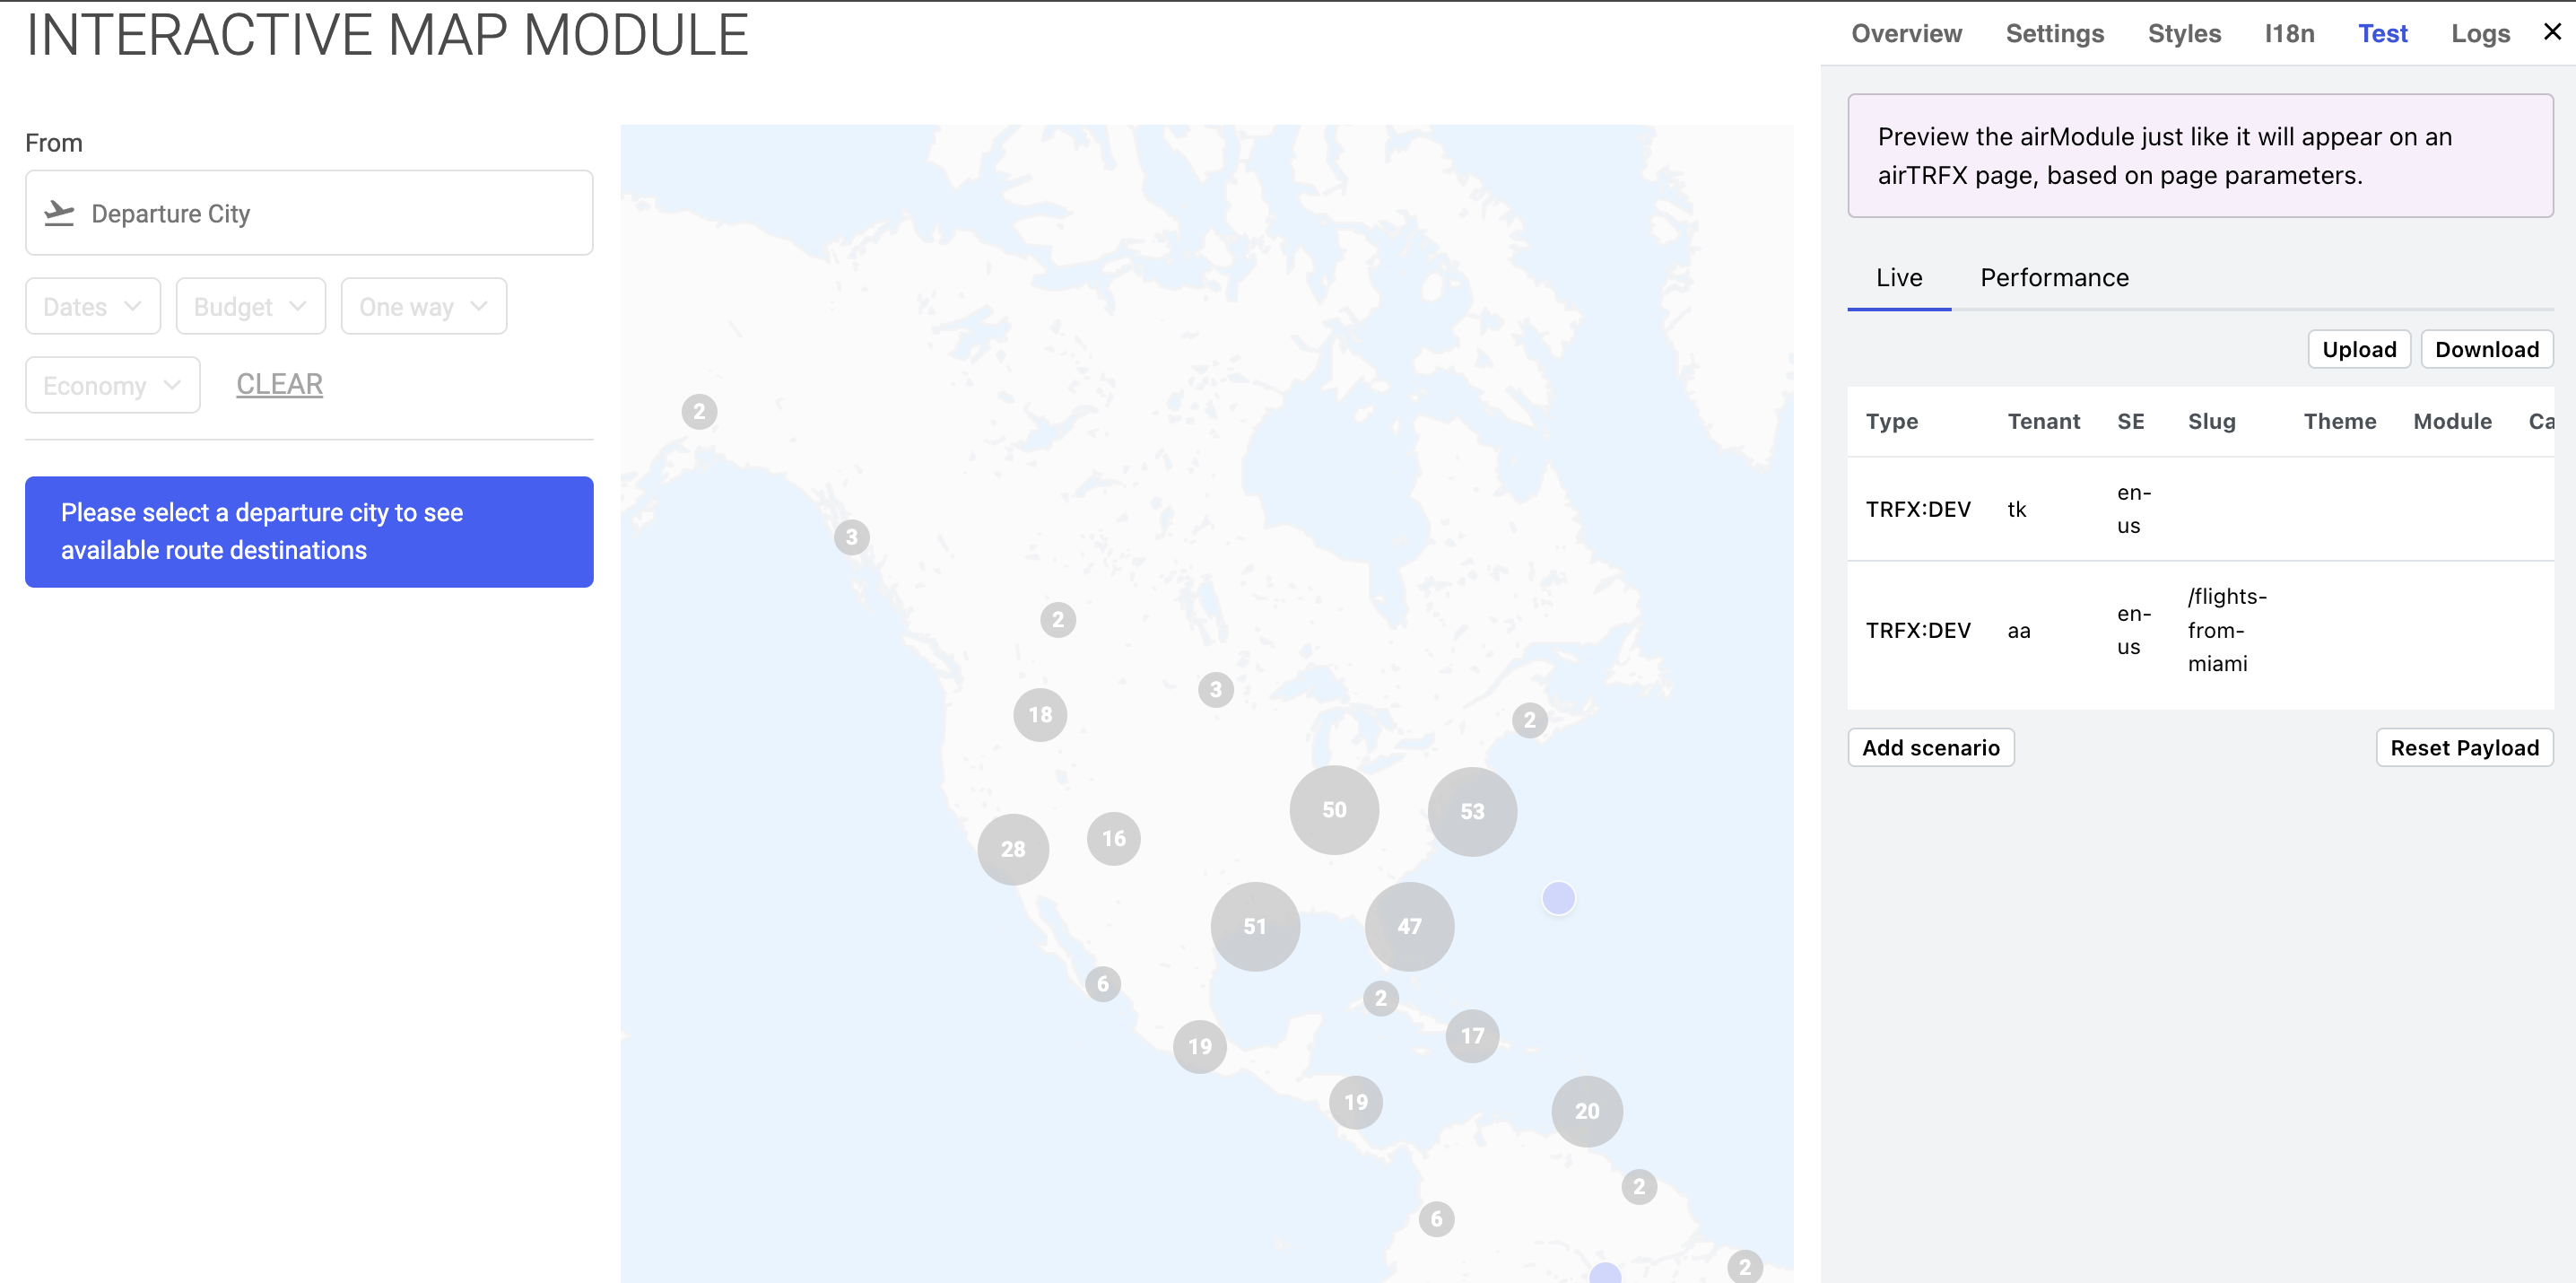 INTERACTIVE MAP MODULE
From
Departure City
Dates
Budget
One way
Economy
CLEAR
Please select a departure city to see
available route destinations
2
3
2
3
18
2
50
53
28
16
51
47
6
2
17
19
19
20
2
6
2
Overview Settings Styles I18n Test Logs
Preview the airModule just like it will appear on an
airTRFX page, based on page parameters.
Live Performance
Upload Download
Type Tenant SE Slug Theme Module Ca
TRFX:DEV tk en-
us
TRFX:DEV aa en-
us
/flights-
from-
miami
Add scenario Reset Payload